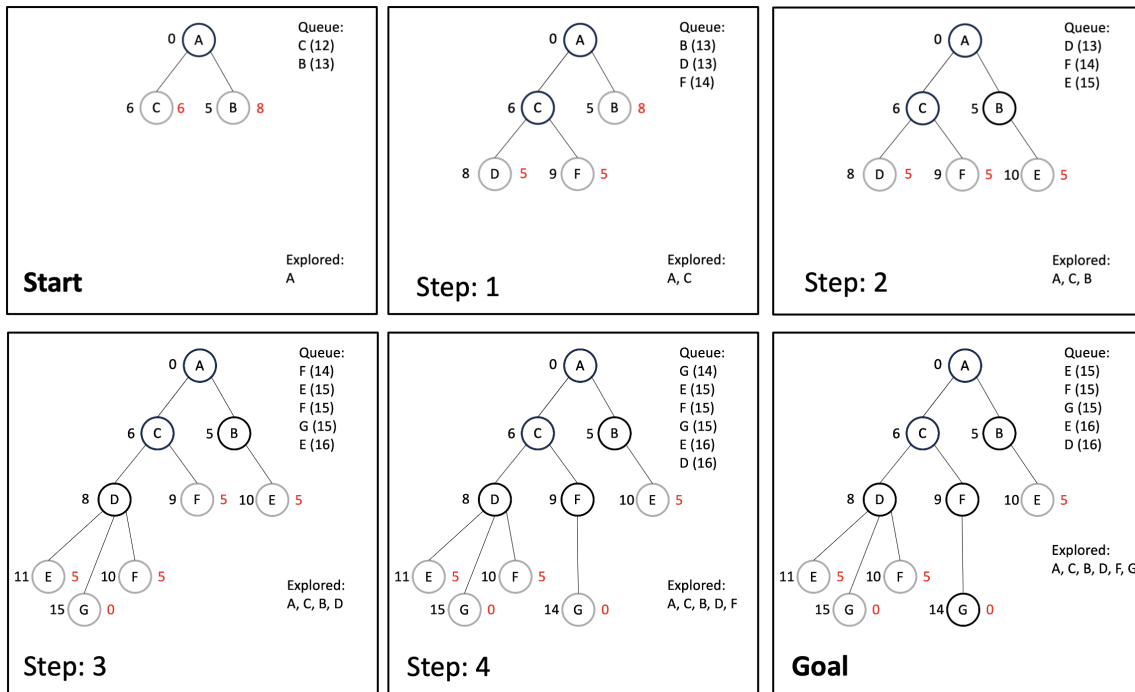 0 A
Queue:
C (12)
B (13)
6 C 6 5 B 8
Explored:
A
Start
0 A
Queue:
B (13)
D (13)
F (14)
6 C 5 B 8
8 D 5 9 F 5
Explored:
A, C
Step: 1
0 A
Queue:
D (13)
F (14)
E (15)
6 C 5 B
8 D 5 9 F 5 10 E 5
Explored:
A, C, B
Step: 2
0 A
Queue:
F (14)
E (15)
F (15)
G (15)
E (16)
6 C 5 B
8 D 9 F 5 10 E 5
11 E 5 10 F 5
15 G 0
Explored:
A, C, B, D
Step: 3
0 A
Queue:
G (14)
E (15)
F (15)
G (15)
E (16)
D (16)
6 C 5 B
8 D 9 F 10 E 5
11 E 5 10 F 5
15 G 0 14 G 0
Explored:
A, C, B, D, F
Step: 4
0 A
Queue:
E (15)
F (15)
G (15)
E (16)
D (16)
6 C 5 B
8 D 9 F 10 E 5
11 E 5 10 F 5
15 G 0 14 G 0
Explored:
A, C, B, D, F, G
Goal